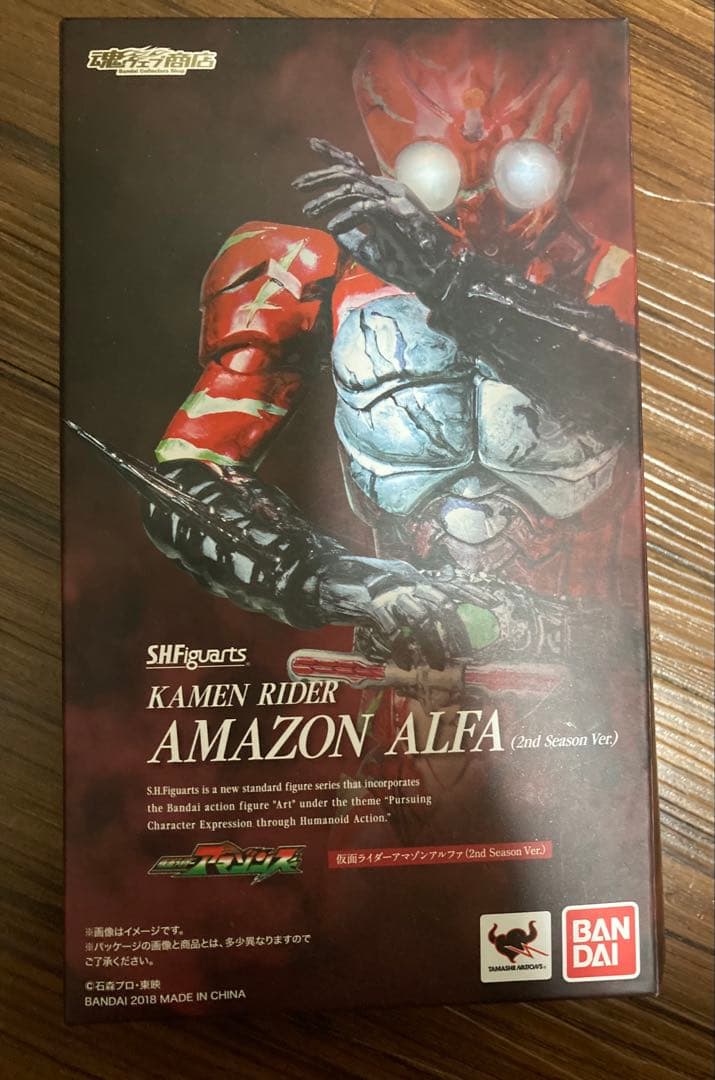 魂ウェブ商店
Bandai Collectors Shop
S.H.Figuarts
KAMEN RIDER
AMAZON ALFA (2nd Season Ver.)
S.H.Figuarts is a new standard figure series that incorporates
the Bandai action figure "Art" under the theme "Pursuing
Character Expression through Humanoid Action."
仮面ライダーアマゾンズ
仮面ライダーアマゾンアルファ(2nd Season Ver.)
※画像はイメージです。
※パッケージの画像と商品とは、多少異なりますので
ご了承ください。
©石森プロ・東映
BANDAI 2018 MADE IN CHINA
TAMASHII NATIONS
BAN
DAI